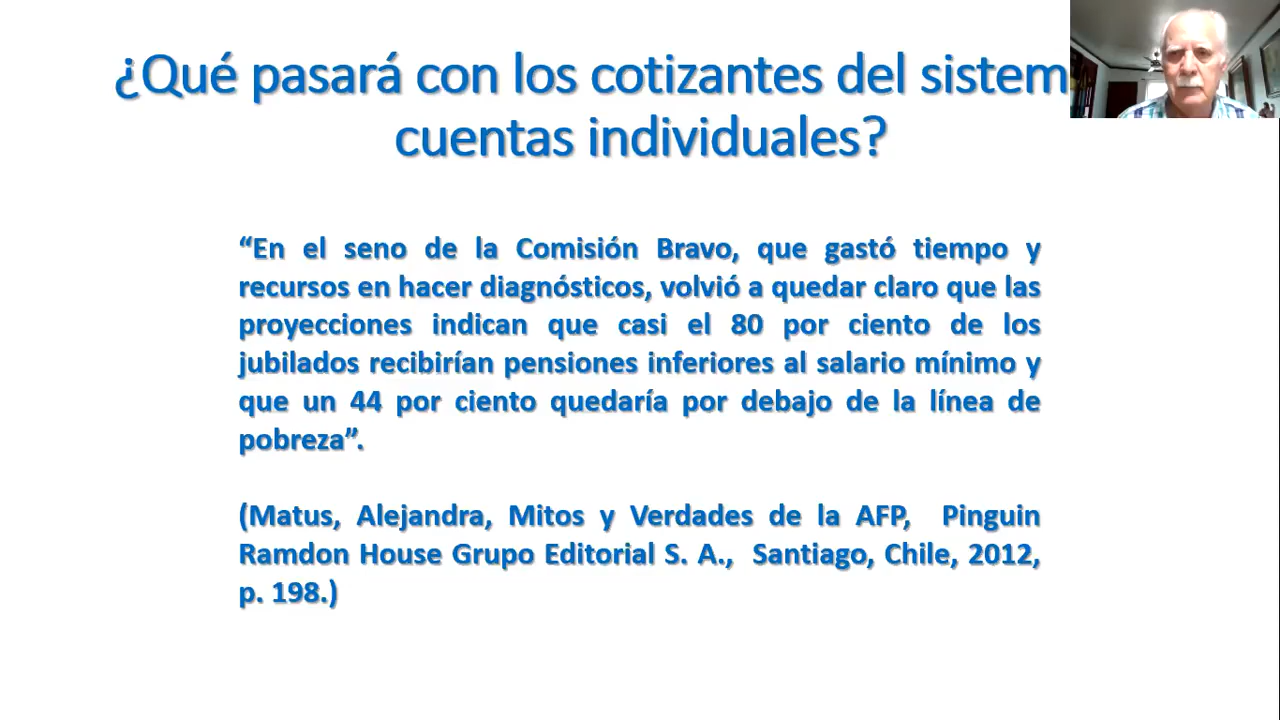 ¿Qué pasará con los cotizantes del sistem
cuentas individuales?
“En el seno de la Comisión Bravo, que gastó tiempo y
recursos en hacer diagnósticos, volvió a quedar claro que las
proyecciones indican que casi el 80 por ciento de los
jubilados recibirían pensiones inferiores al salario mínimo y
que un 44 por ciento quedaría por debajo de la línea de
pobreza”.
(Matus, Alejandra, Mitos y Verdades de la AFP, Pinguin
Ramdon House Grupo Editorial S. A., Santiago, Chile, 2012,
p. 198.)